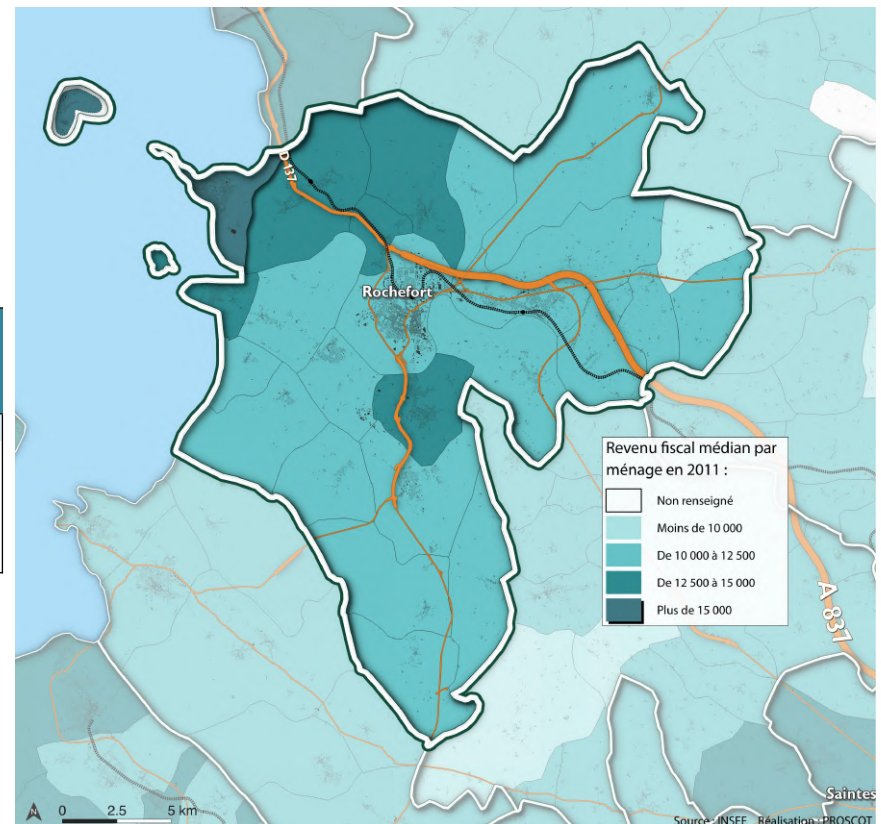 D 137
Rochefort
Revenu fiscal médian par
ménage en 2011 :
Non renseigné
Moins de 10 000
De 10 000 à 12 500
De 12 500 à 15 000
Plus de 15 000
A 837
Saintes
N
0 2.5 5 km
Source : INSEE Réalisation : PROSCOT